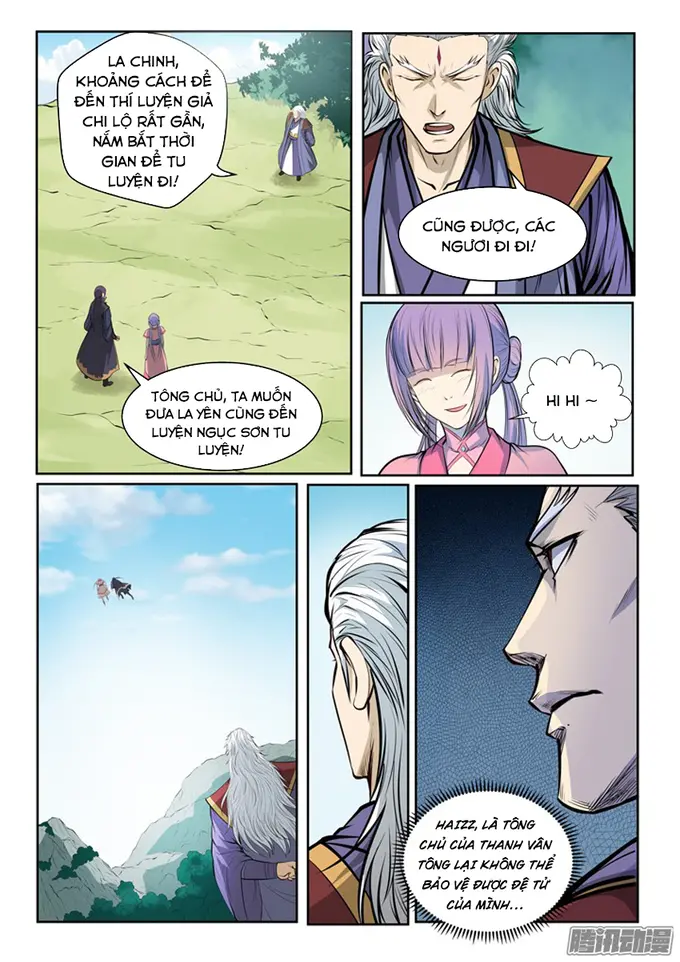 LA CHINH,
KHOẢNG CÁCH ĐỂ
ĐẾN THÍ LUYỆN GIẢ
CHI LỘ RẤT GẦN,
NẮM BẮT THỜI
GIAN ĐỂ TU
LUYỆN ĐI!
TÔNG CHỦ, TA MUỐN
ĐƯA LA YÊN CÙNG ĐẾN
LUYỆN NGỤC SƠN TU
LUYỆN!
CŨNG ĐƯỢC, CÁC
NGƯƠI ĐI ĐI!
HI HI ~
HAIZZ, LÀ TÔNG
CHỦ CỦA THANH VÂN
TÔNG LẠI KHÔNG THỂ
BẢO VỆ ĐƯỢC ĐỆ TỬ
CỦA MÌNH...
腾讯动漫